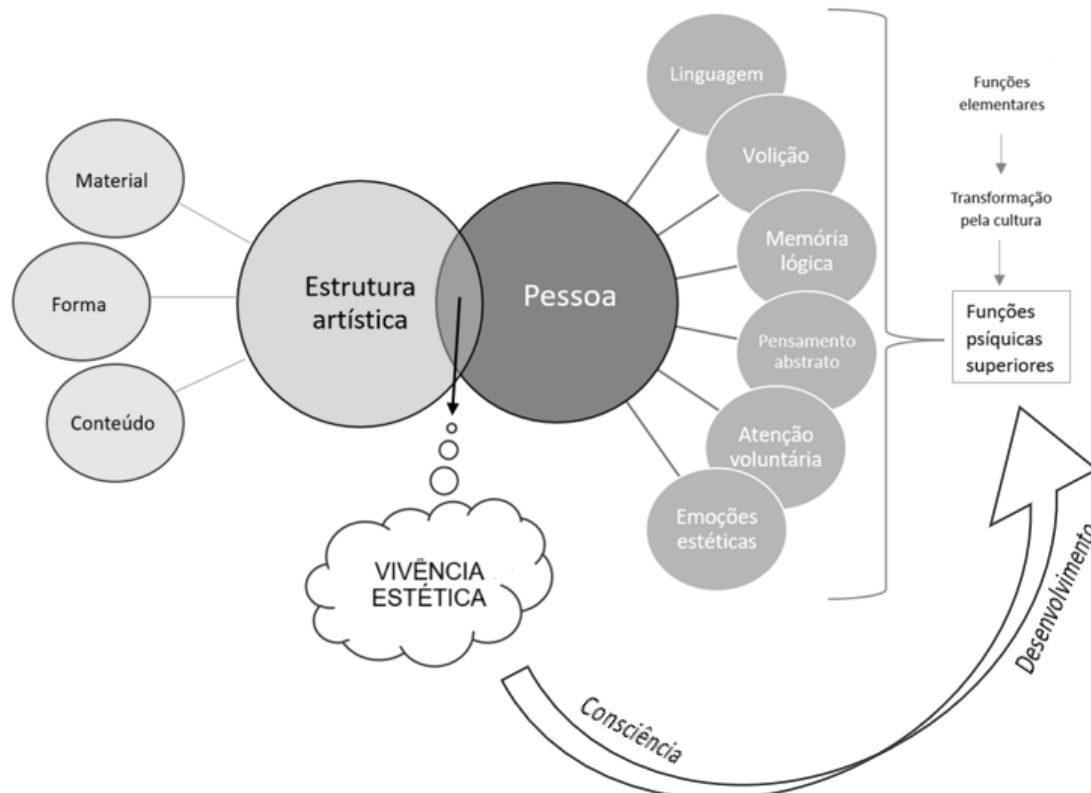 Material
Forma
Conteúdo
Estrutura
artística
Pessoa
VIVÊNCIA
ESTÉTICA
Linguagem
Volição
Memória
lógica
Pensamento
abstrato
Atenção
voluntária
Emoções
estéticas
Funções
elementares
Transformação
pela cultura
Funções
psíquicas
superiores
Consciência
Desenvolvimento